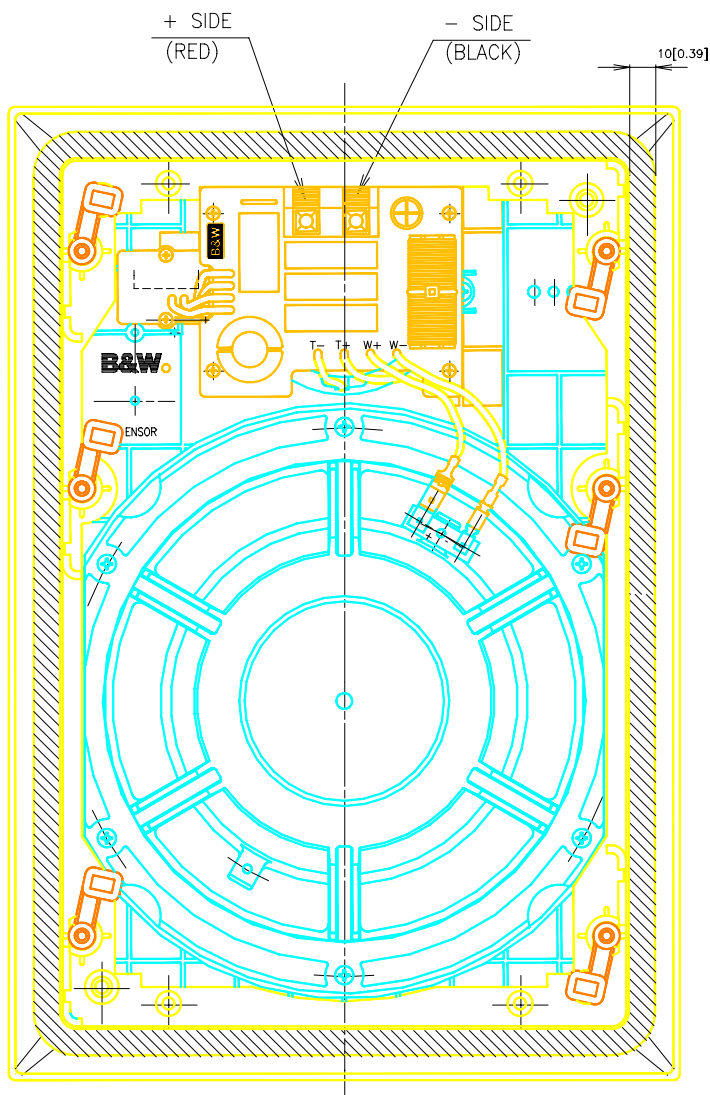 + SIDE
(RED)
- SIDE
(BLACK)
10[0.39]
B&W
T- T+ W+ W-
B&W
ENSOR
+